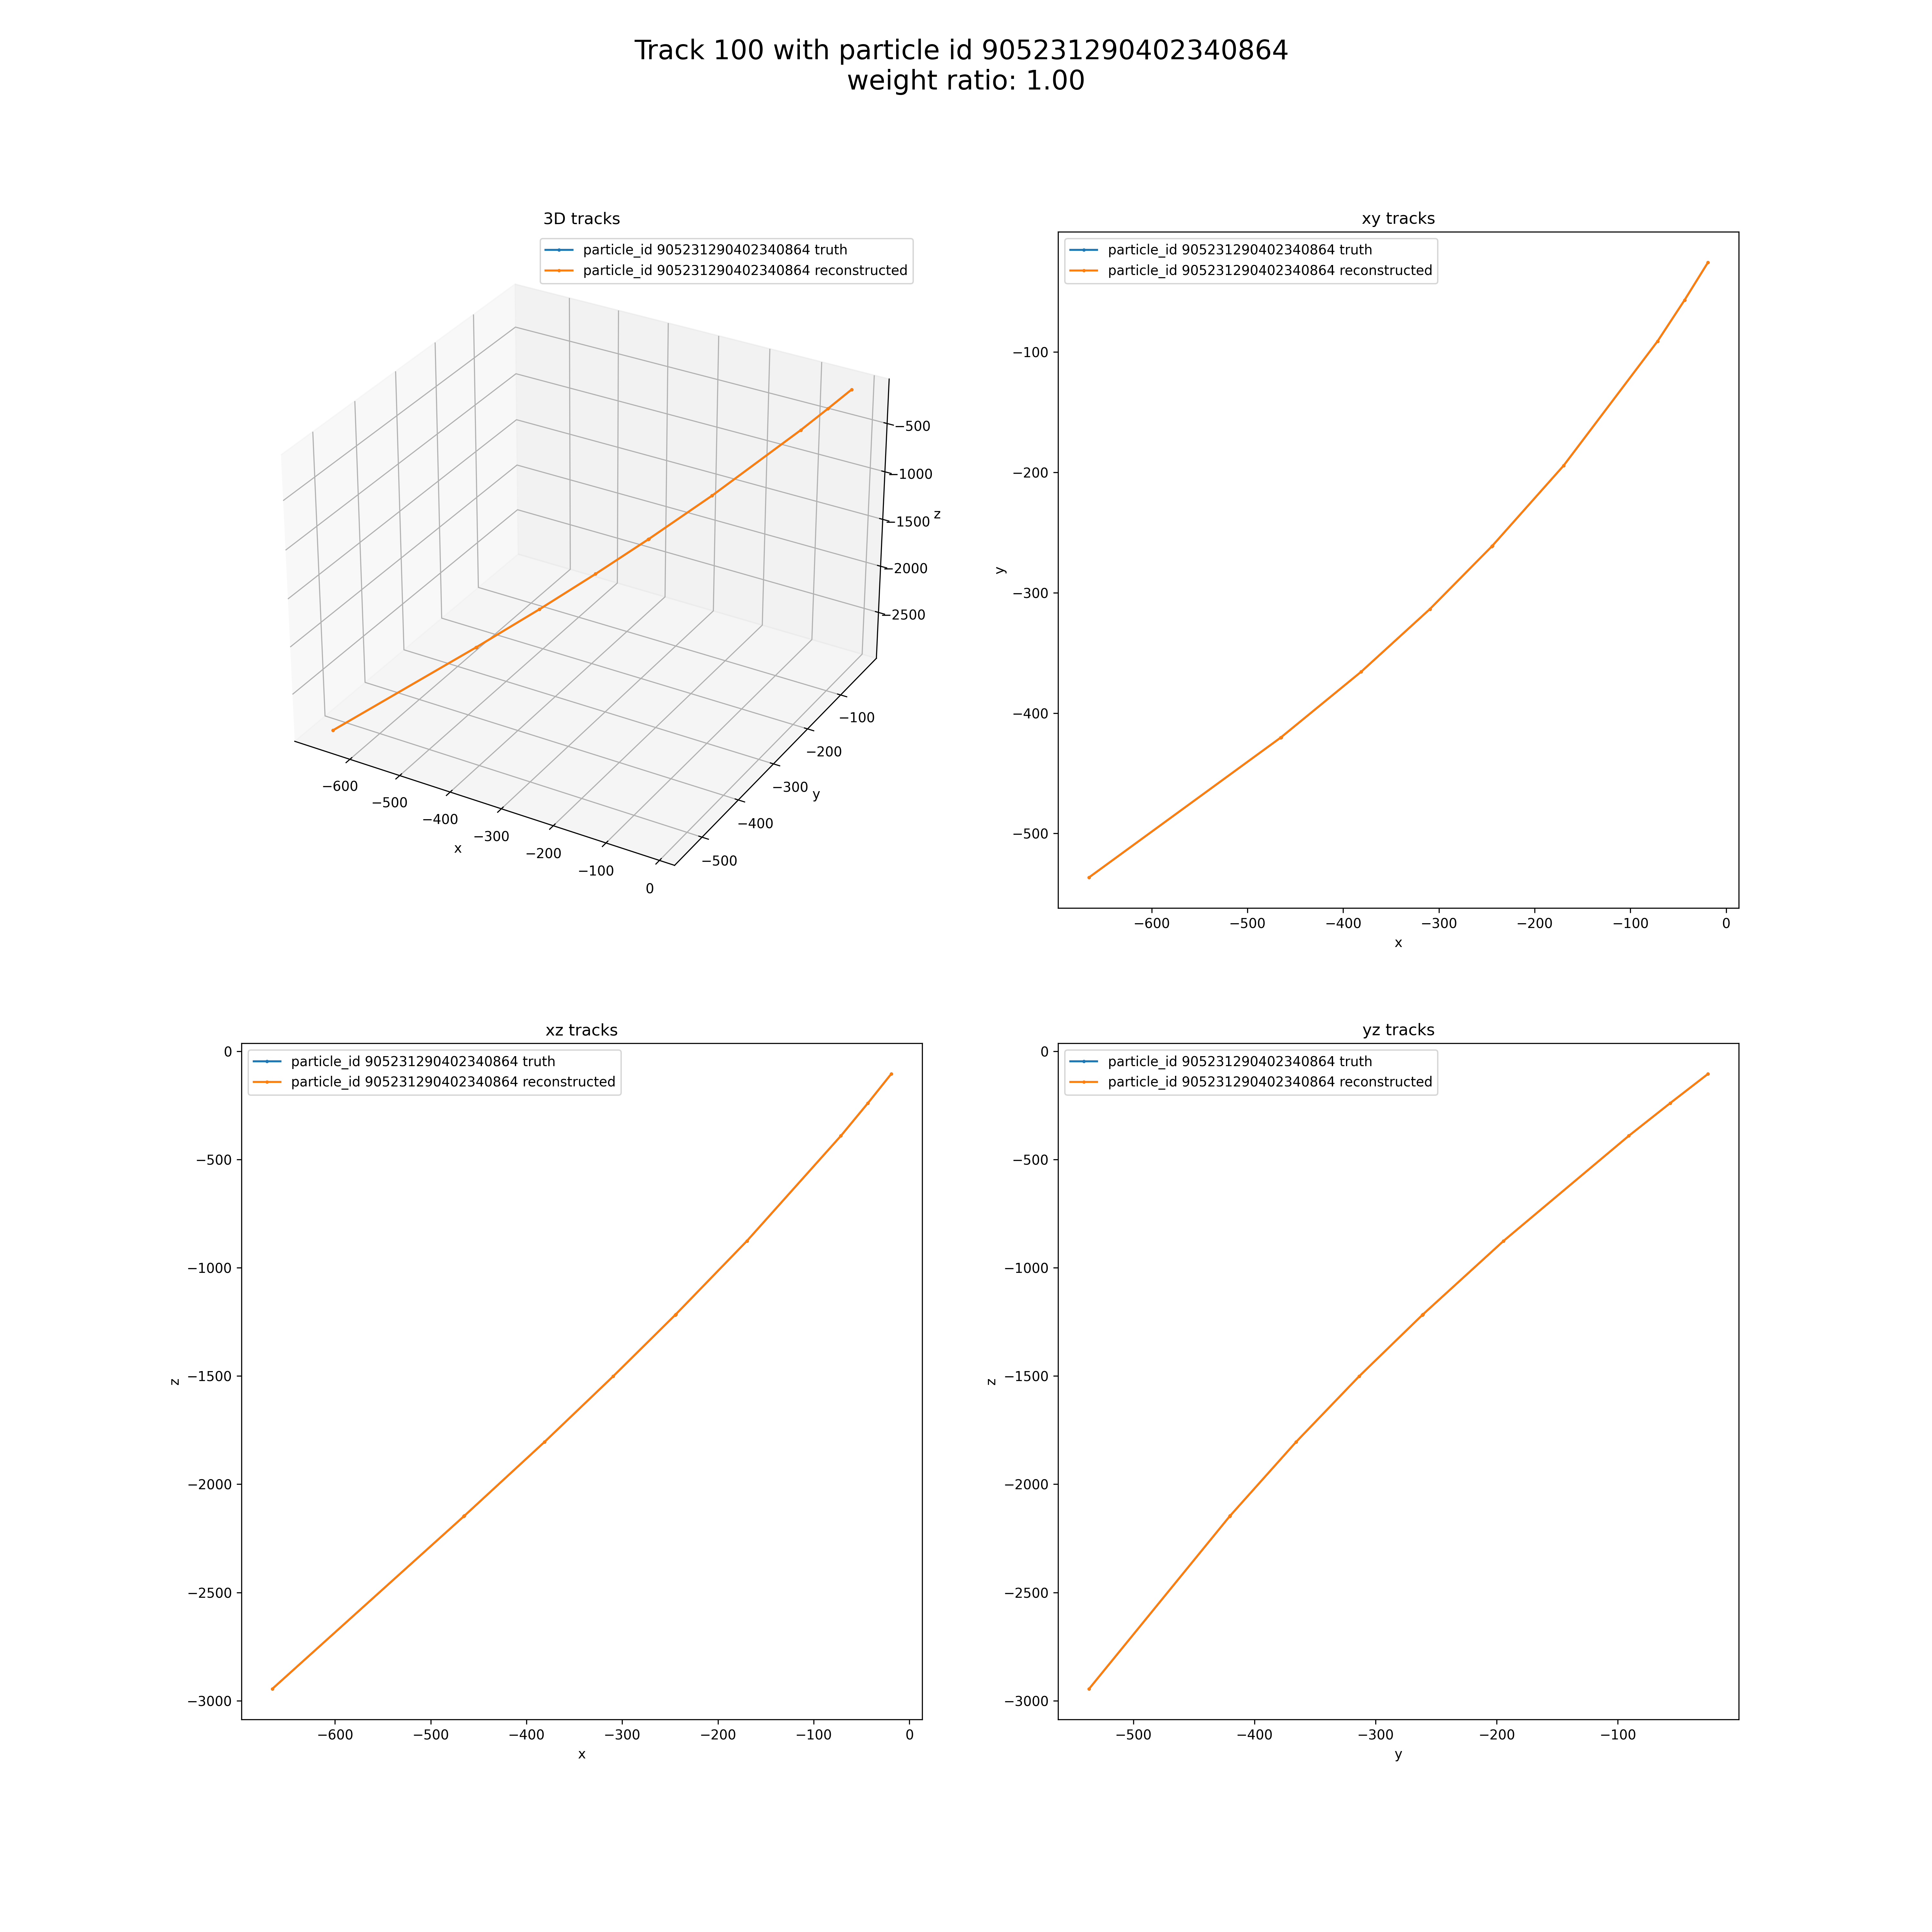 Track 100 with particle id 905231290402340864
weight ratio: 1.00
3D tracks
particle_id 905231290402340864 truth
particle_id 905231290402340864 reconstructed
−500
−1000
−1500
z
−2000
−2500
−100
−200
−300
y
−400
−500
−600
−500
−400
−300
−200
−100
0
x
xy tracks
particle_id 905231290402340864 truth
particle_id 905231290402340864 reconstructed
−100
−200
−300
−400
−500
y
−600 −500 −400 −300 −200 −100 0
x
xz tracks
particle_id 905231290402340864 truth
particle_id 905231290402340864 reconstructed
0
−500
−1000
−1500
−2000
−2500
−3000
z
−600 −500 −400 −300 −200 −100 0
x
yz tracks
particle_id 905231290402340864 truth
particle_id 905231290402340864 reconstructed
0
−500
−1000
−1500
−2000
−2500
−3000
z
−500 −400 −300 −200 −100
y